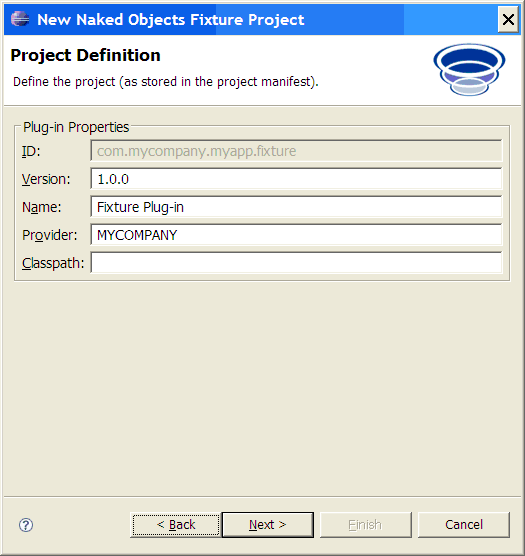 New Naked Objects Fixture Project
Project Definition
Define the project (as stored in the project manifest).
Plug-in Properties
ID: com.mycompany.myapp.fixture
Version: 1.0.0
Name: Fixture Plug-in
Provider: MYCOMPANY
Classpath:
? < Back Next > Finish Cancel